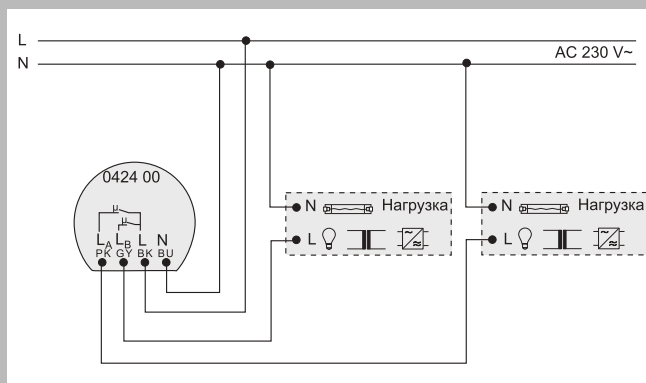 L
AC 230 V~
N
0424 00
µ
µ
LA LB L N
PK GY BK BU
N Нагрузка
L
N Нагрузка
L